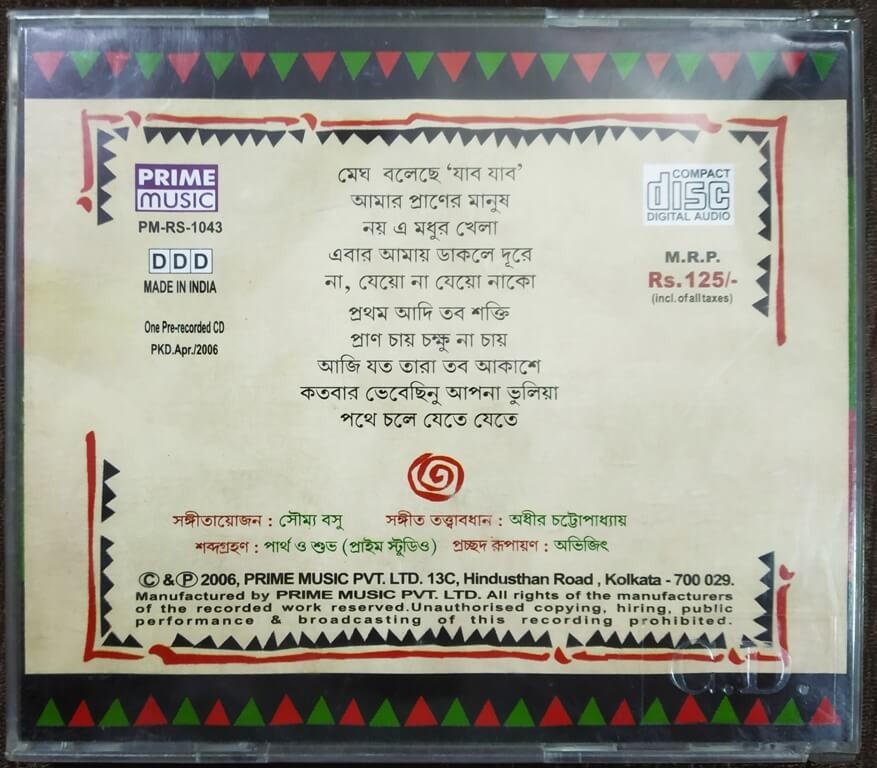 PRIME
MUSIC
PM-RS-1043
DDD
MADE IN INDIA
One Pre-recorded CD
PKD.Apr./2006
মেঘ বলেছে ‘যাব যাব’
আমার প্রাণের মানুষ
নয় এ মধুর খেলা
এবার আমায় ডাকলে দূরে
না, যেয়ো না যেয়ো নাকো
প্রথম আদি তব শক্তি
প্রাণ চায় চক্ষু না চায়
আজি যত তারা তব আকাশে
কতবার ভেবেছিনু আপনা ভুলিয়া
পথে চলে যেতে যেতে
COMPACT
disc
DIGITAL AUDIO
M.R.P.
Rs.125/-
(incl. of all taxes)
সঙ্গীতায়োজন : সৌম্য বসু সঙ্গীত তত্ত্বাবধান : অধীর চট্টোপাধ্যায়
শব্দগ্রহণ : পার্থ ও শুভ (প্রাইম স্টুডিও) প্রচ্ছদ রূপায়ণ : অভিজিৎ
© & ℗ 2006, PRIME MUSIC PVT. LTD. 13C, Hindusthan Road , Kolkata - 700 029.
Manufactured by PRIME MUSIC PVT. LTD. All rights of the manufacturers
of the recorded work reserved.Unauthorised copying, hiring, public
performance & broadcasting of this recording prohibited.
C.D.